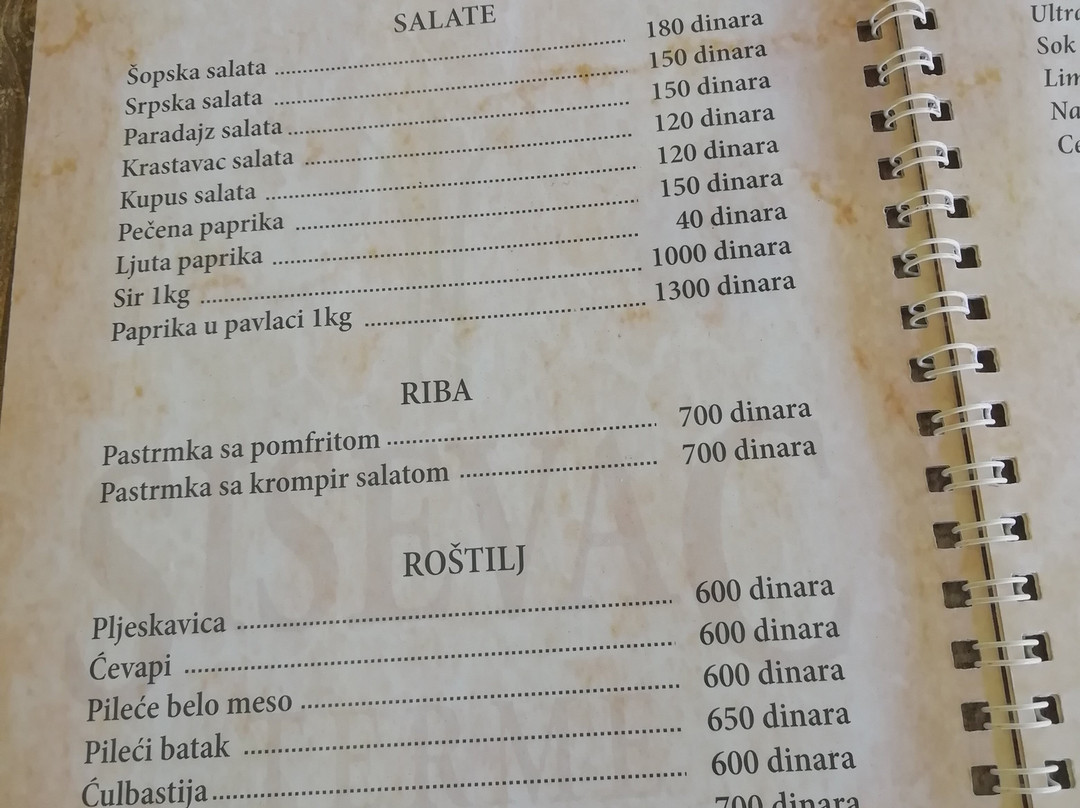 SALATE
Šopska salata ........ 180 dinara
Srpska salata ........ 150 dinara
Paradajz salata ........ 150 dinara
Krastavac salata ........ 120 dinara
Kupus salata ........ 120 dinara
Pečena paprika ........ 150 dinara
Ljuta paprika ........ 40 dinara
Sir 1kg ........ 1000 dinara
Paprika u pavlaci 1kg ........ 1300 dinara
RIBA
Pastrmka sa pomfritom ........ 700 dinara
Pastrmka sa krompir salatom ........ 700 dinara
ROŠTILJ
Pljeskavica ........ 600 dinara
Ćevapi ........ 600 dinara
Pileće belo meso ........ 600 dinara
Pileći batak ........ 650 dinara
Ćulbastija ........ 600 dinara
700 dinara
Sok